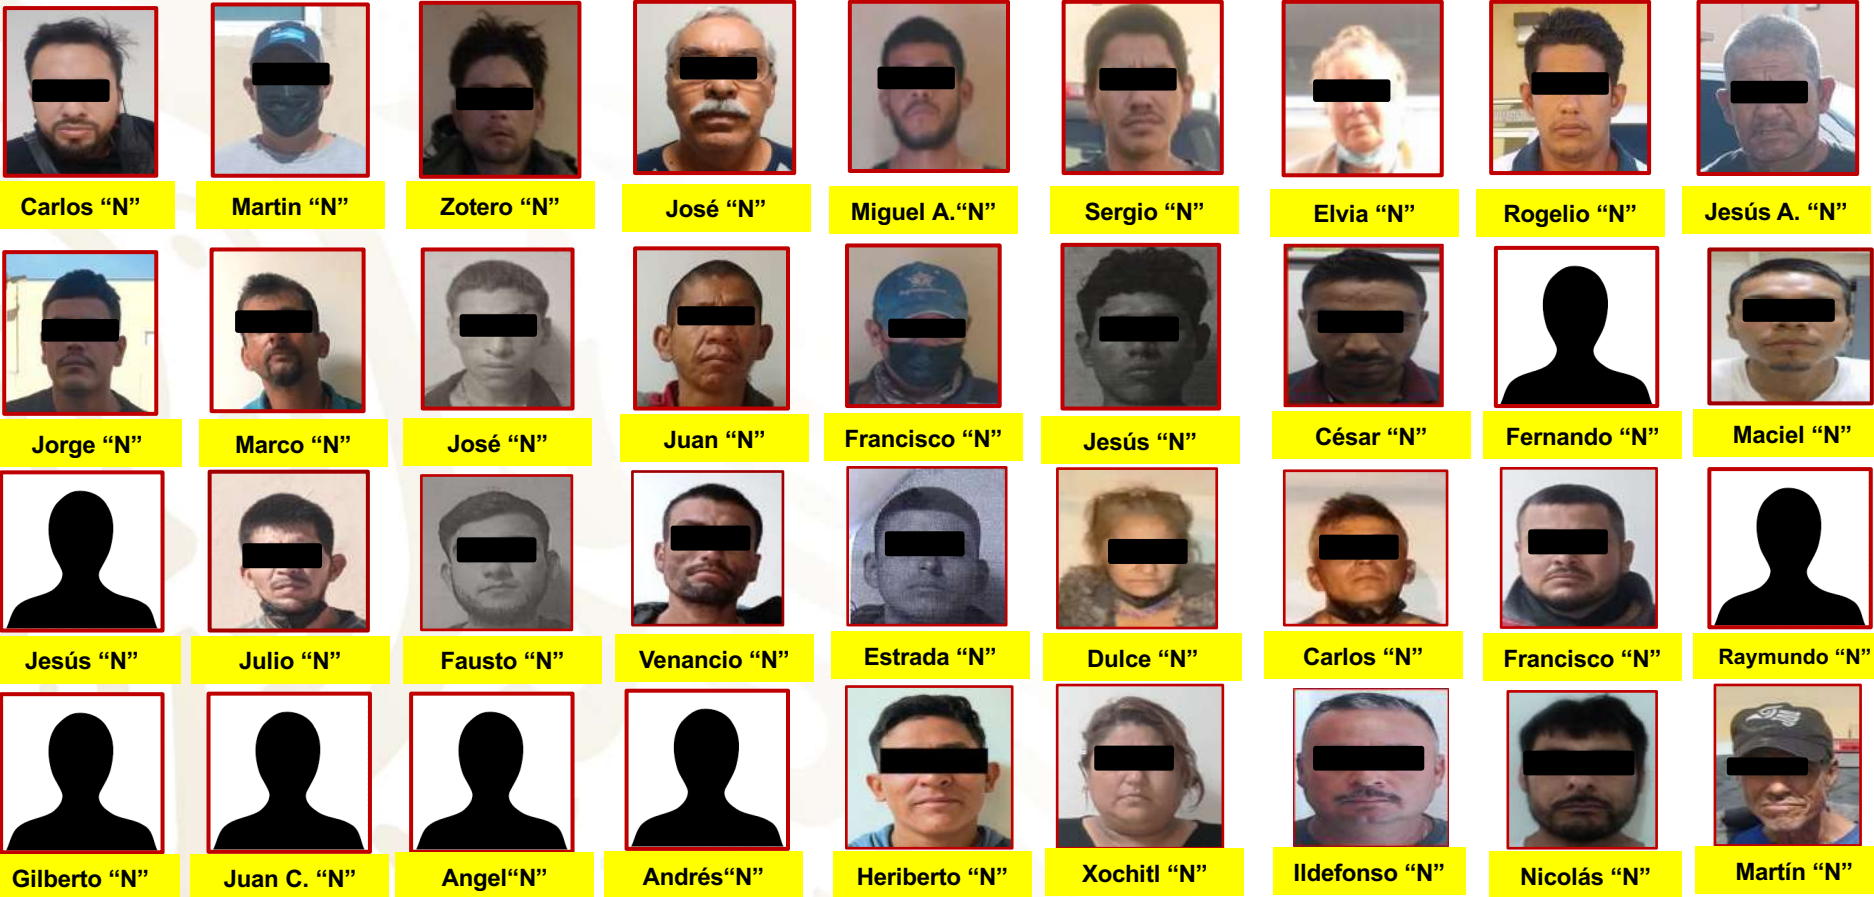 Carlos “N”
Martin “N”
Zotero “N”
José “N”
Miguel A.“N”
Sergio “N”
Elvia “N”
Rogelio “N”
Jesús A. “N”
Jorge “N”
Marco “N”
José “N”
Juan “N”
Francisco “N”
Jesús “N”
César “N”
Fernando “N”
Maciel “N”
Jesús “N”
Julio “N”
Fausto “N”
Venancio “N”
Estrada “N”
Dulce “N”
Carlos “N”
Francisco “N”
Raymundo “N”
Gilberto “N”
Juan C. “N”
Angel“N”
Andrés“N”
Heriberto “N”
Xochitl “N”
Ildefonso “N”
Nicolás “N”
Martín “N”